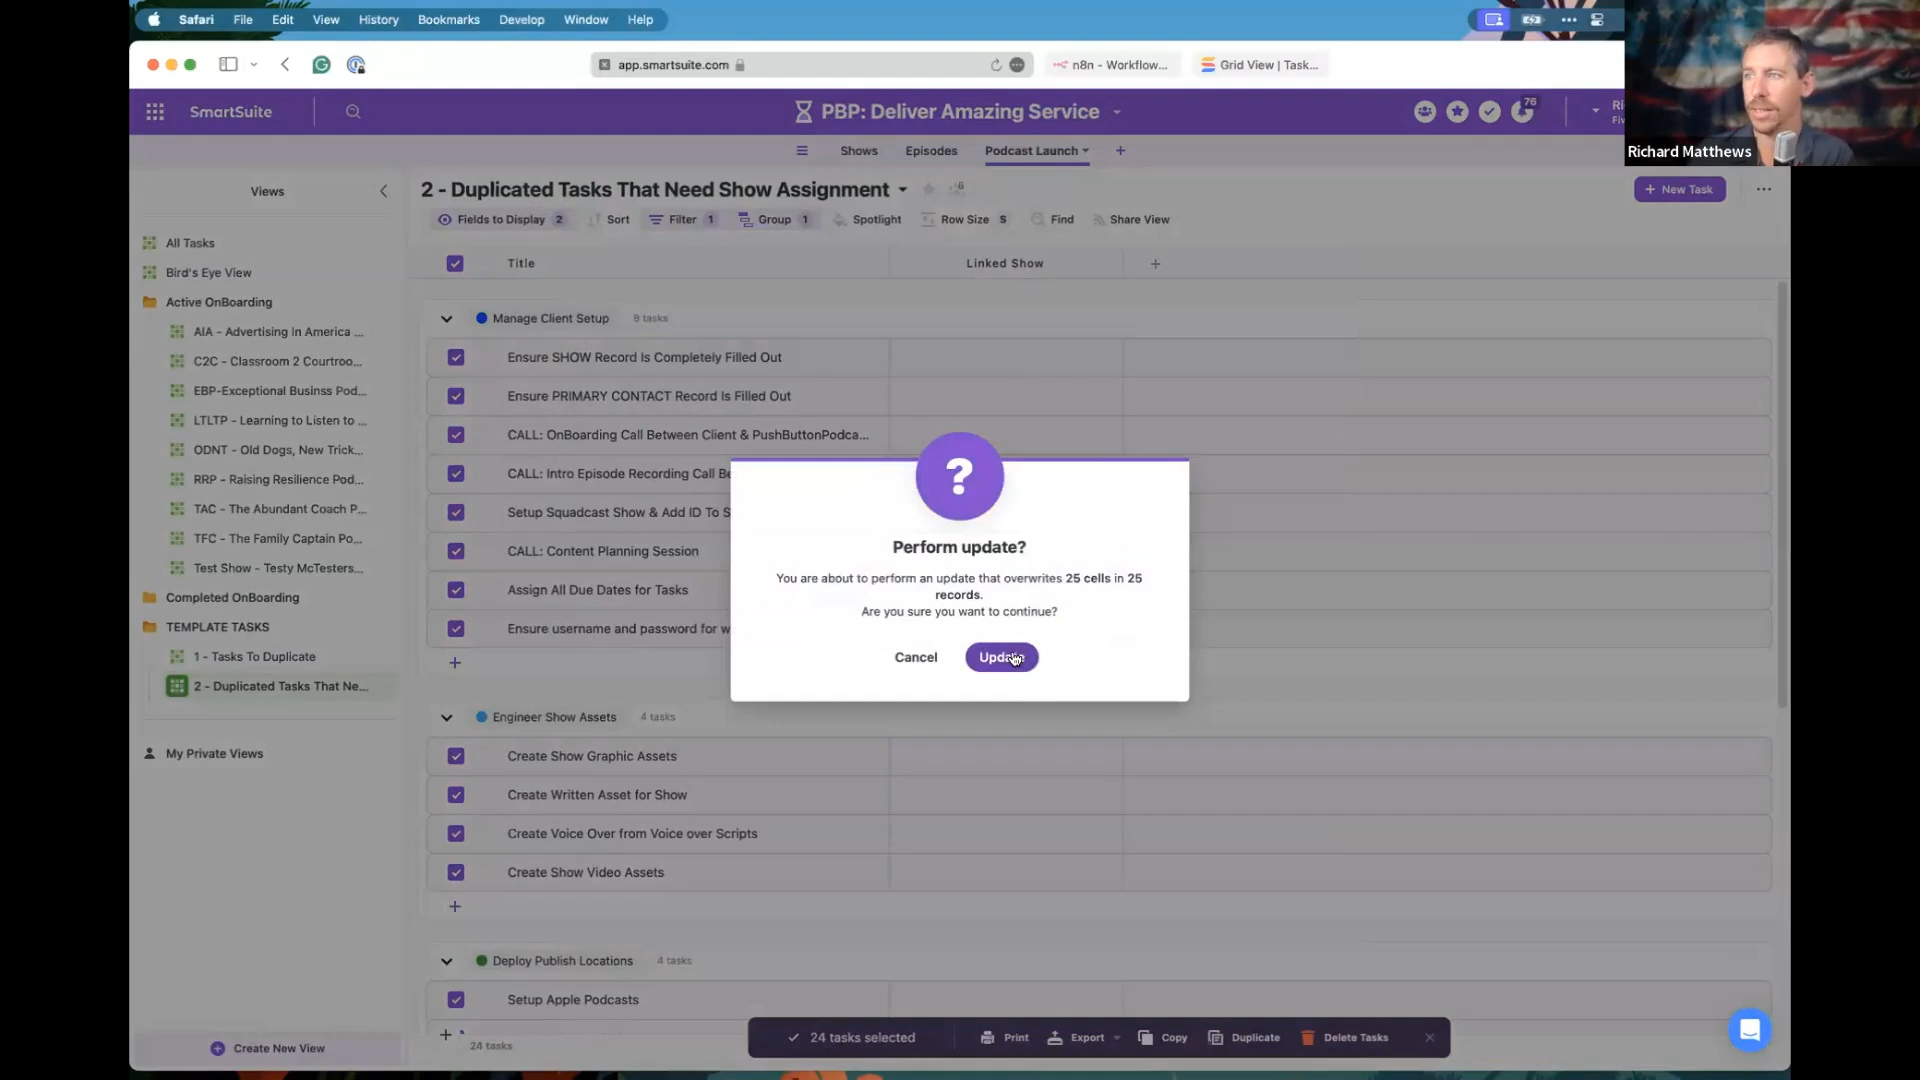 Safari File Edit View History Bookmarks Develop Window Help
app.smartsuite.com
n8n - Workflow...
Grid View | Task...
SmartSuite
PBP: Deliver Amazing Service
76
Shows Episodes Podcast Launch
Richard Matthews
Views
2 - Duplicated Tasks That Need Show Assignment
New Task
Fields to Display 2 Sort Filter 1 Group 1 Spotlight Row Size S Find Share View
All Tasks
Bird's Eye View
Active OnBoarding
AIA - Advertising In America ...
C2C - Classroom 2 Courtroo...
EBP-Exceptional Businss Pod...
LTLTP - Learning to Listen to ...
ODNT - Old Dogs, New Trick...
RRP - Raising Resilience Pod...
TAC - The Abundant Coach P...
TFC - The Family Captain Po...
Test Show - Testy McTesters...
Completed OnBoarding
TEMPLATE TASKS
1 - Tasks To Duplicate
2 - Duplicated Tasks That Ne...
My Private Views
Create New View
Title Linked Show
Manage Client Setup
Ensure SHOW Record Is Completely Filled Out
Ensure PRIMARY CONTACT Record Is Filled Out
CALL: OnBoarding Call Between Client & PushButtonPodca...
CALL: Intro Episode Recording Call Be
Setup Squadcast Show & Add ID To S
CALL: Content Planning Session
Assign All Due Dates for Tasks
Ensure username and password for w
Engineer Show Assets 4 tasks
Create Show Graphic Assets
Create Written Asset for Show
Create Voice Over from Voice over Scripts
Create Show Video Assets
Deploy Publish Locations 4 tasks
Setup Apple Podcasts
24 tasks
?
Perform update?
You are about to perform an update that overwrites 25 cells in 25
records.
Are you sure you want to continue?
Cancel Update
24 tasks selected Print Export Copy Duplicate Delete Tasks